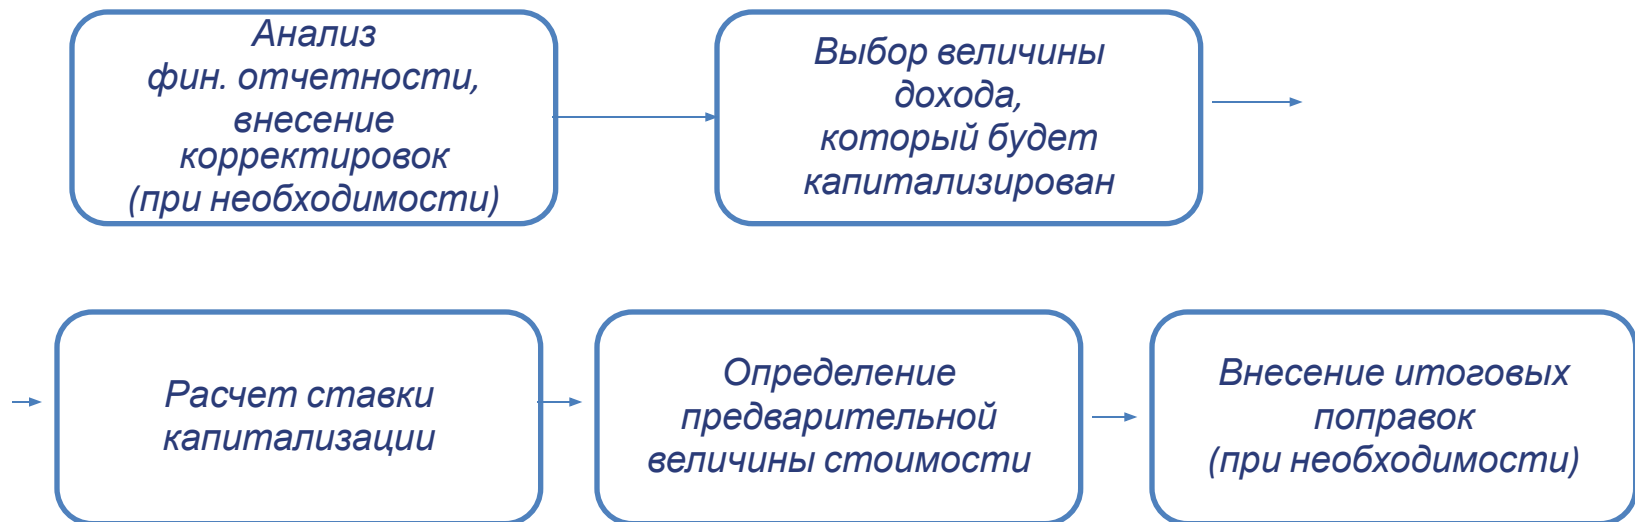 Анализ
фин. отчетности,
внесение
корректировок
(при необходимости)
Выбор величины
дохода,
который будет
капитализирован
Расчет ставки
капитализации
Определение
предварительной
величины стоимости
Внесение итоговых
поправок
(при необходимости)